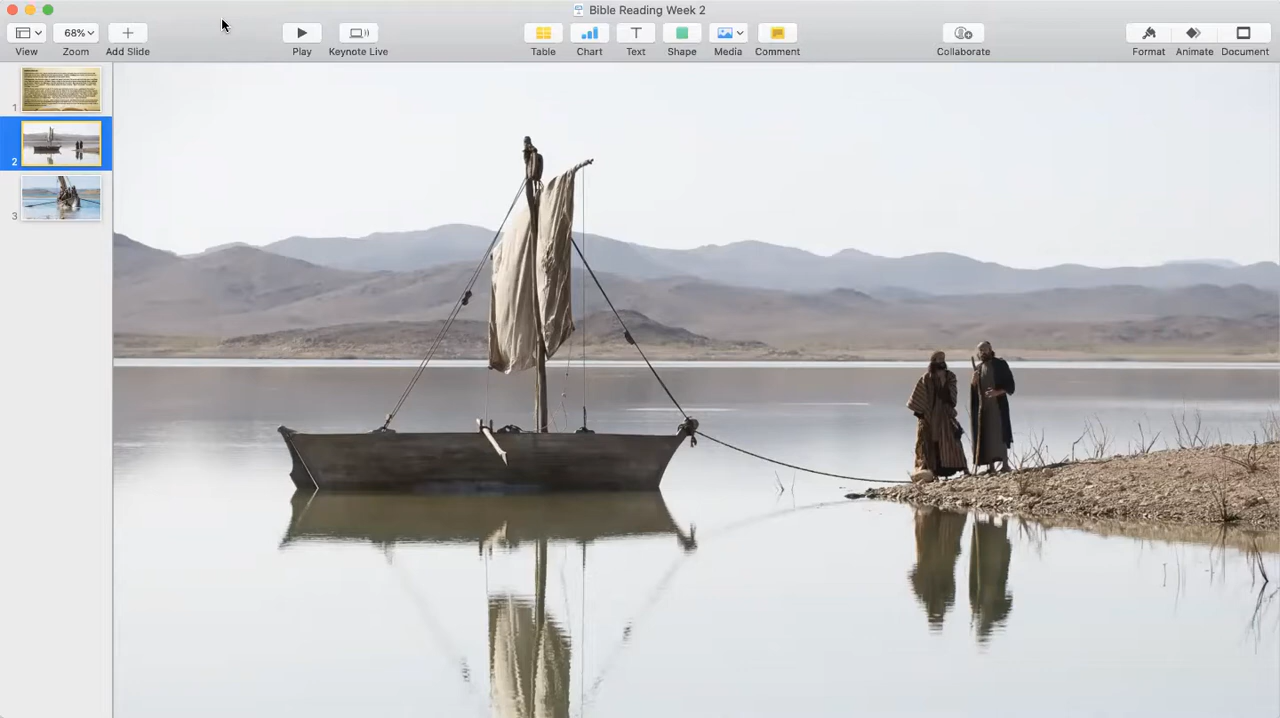 Bible Reading Week 2
68%
View
Zoom
Add Slide
Play
Keynote Live
Table
Chart
Text
Shape
Media
Comment
Collaborate
Format
Animate
Document
1
2
3